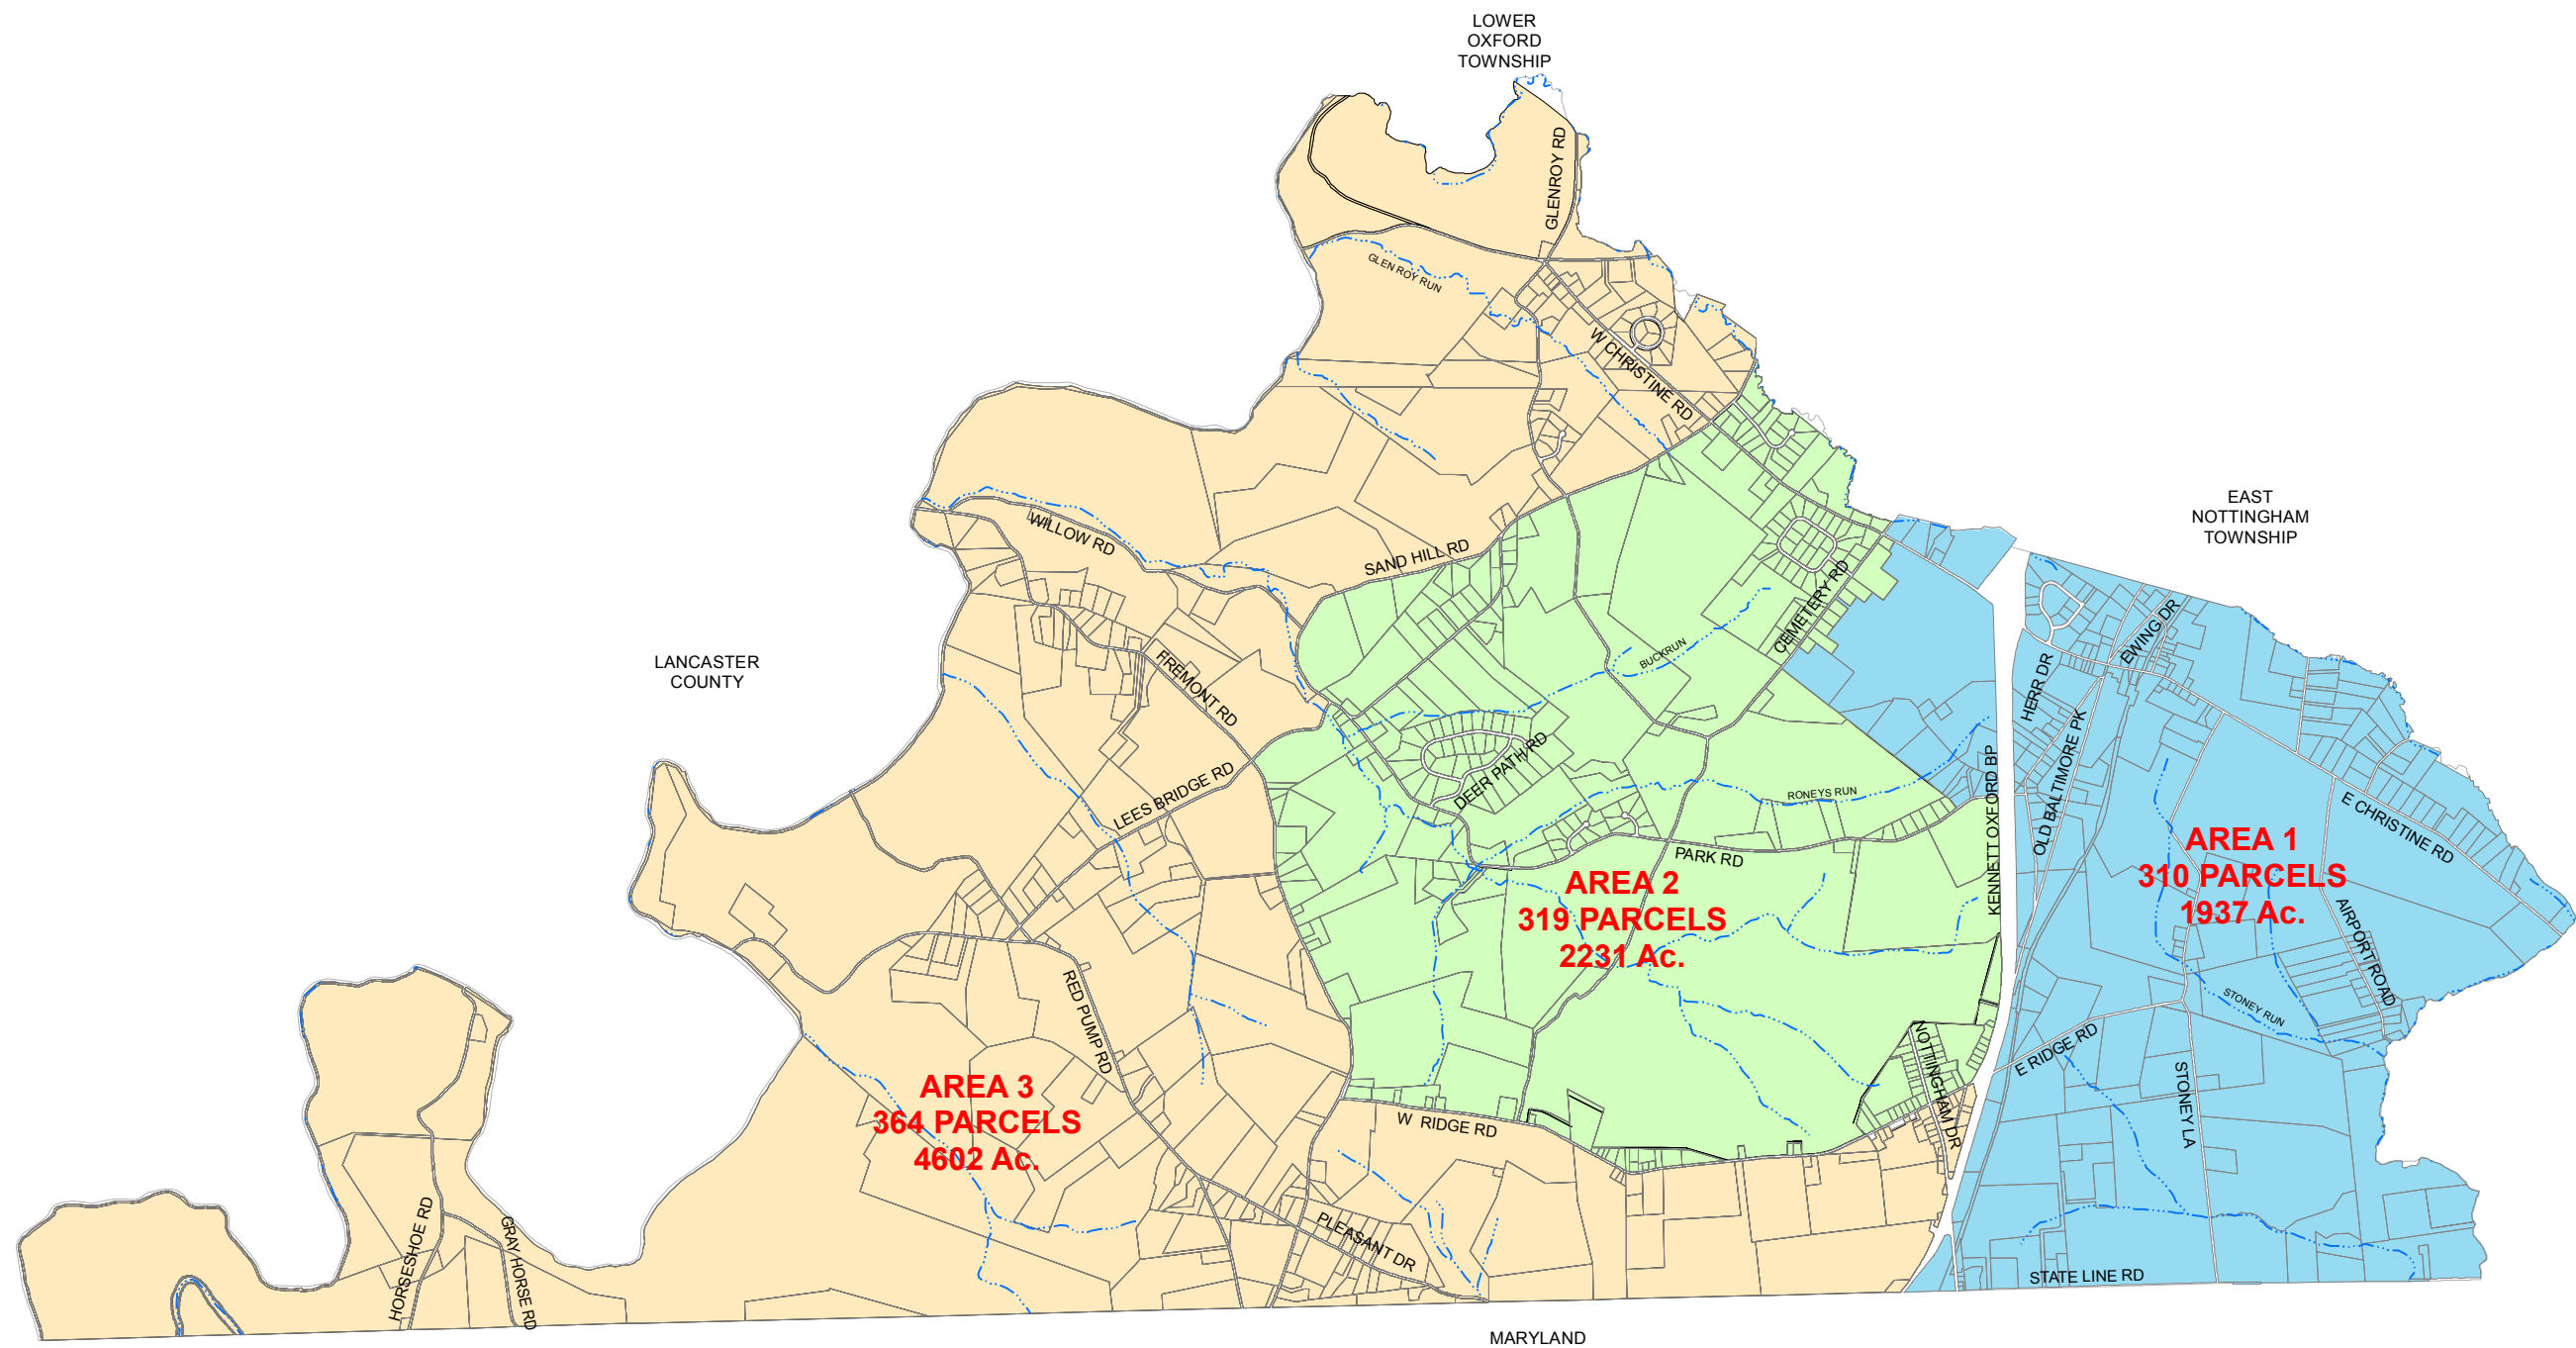 LOWER
OXFORD
TOWNSHIP
GLENROY RD
GLEN ROY RUN
W CHRISTINE RD
EAST
NOTTINGHAM
TOWNSHIP
WILLOW RD
SAND HILL RD
CEMETERY RD
EWING DR
LANCASTER
COUNTY
FREMONT RD
BUCKRUN
HERR DR
OLD BALTIMORE PK
KENNETT OXFORD BP
LEES BRIDGE RD
DEER PATH RD
RONEYS RUN
E CHRISTINE RD
PARK RD
AREA 1
310 PARCELS
1937 Ac.
AREA 2
319 PARCELS
2231 Ac.
AIRPORT ROAD
STONEY RUN
RED PUMP RD
NOTTINGHAM DR
E RIDGE RD
STONEY LA
AREA 3
364 PARCELS
4602 Ac.
W RIDGE RD
HORSESHOE RD
GRAY HORSE RD
PLEASANT DR
STATE LINE RD
MARYLAND